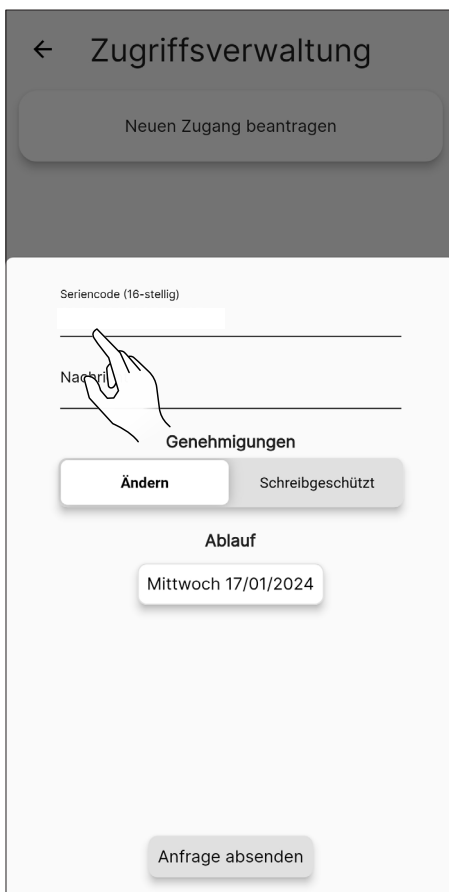 Zugriffsverwaltung
Neuen Zugang beantragen
Seriencode (16-stellig)
Genehmigungen
Ändern Schreibgeschützt
Ablauf
Mittwoch 17/01/2024
Anfrage absenden